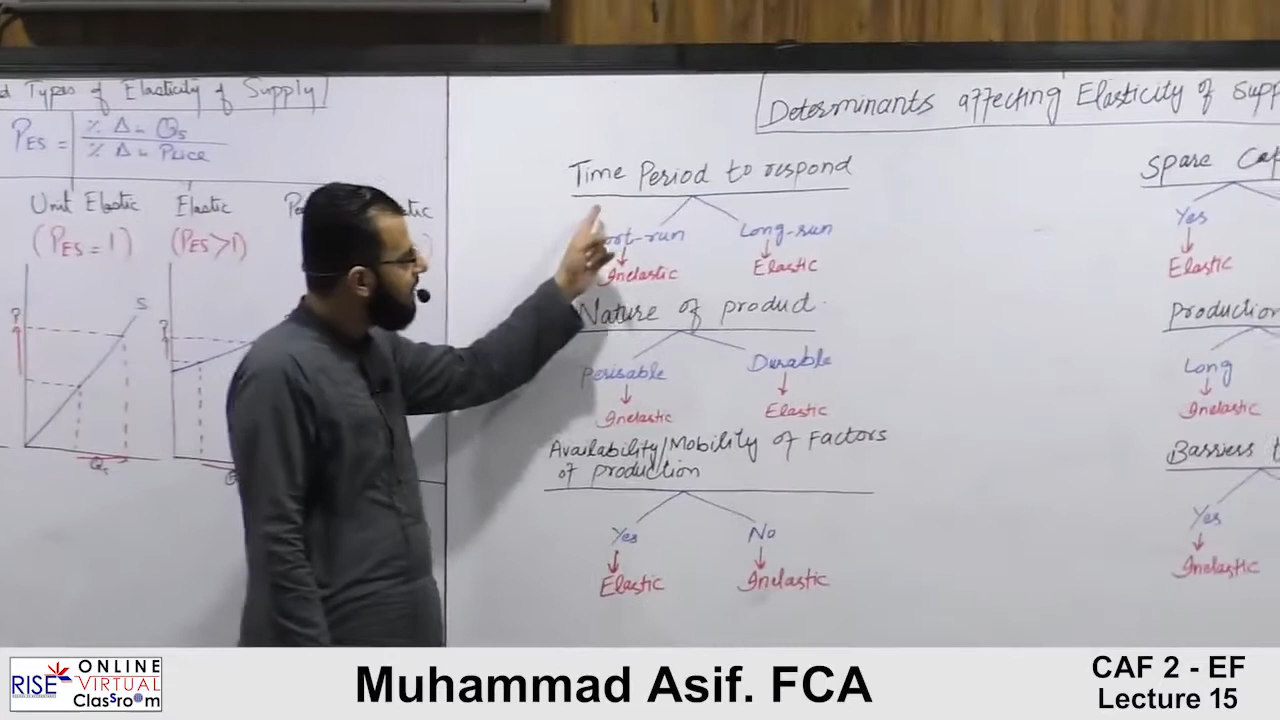 d Types of Elasticity of Supply
PES = % Δ in Qs
% Δ in Price
Unit Elastic
(PES = 1)
P
S
Qs
Elastic
(PES > 1)
P
Determinants affecting Elasticity of Supp
Time Period to respond
ort-run
Inelastic
Long-run
Elastic
Nature of product
Perisable
Inelastic
Durable
Elastic
Availability/Mobility of Factors
of production
Yes
Elastic
No
Inelastic
Spare Cap
Yes
Elastic
Production
Long
Inelastic
Barriers
Yes
Inelastic
RISE
ONLINE
VIRTUAL
Classroom
Muhammad Asif. FCA
CAF 2 - EF
Lecture 15